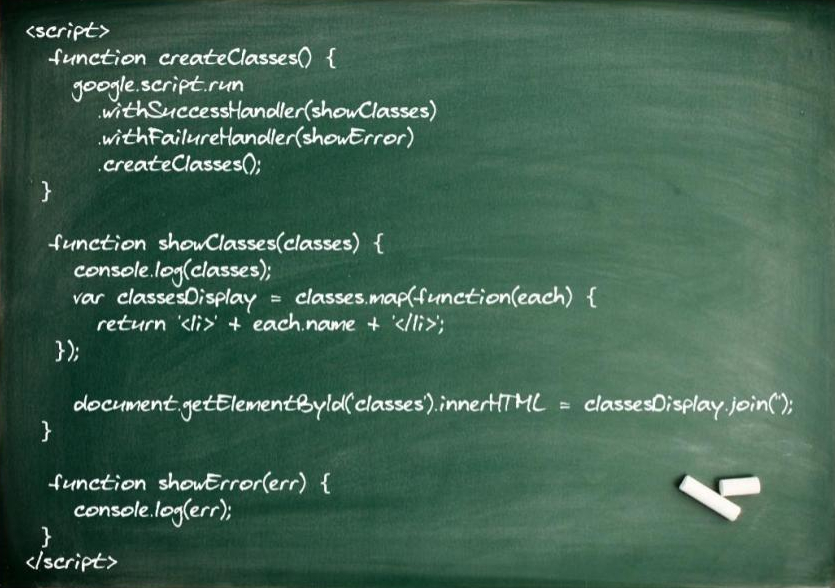 <script>
function createClasses() {
google.script.run
.withSuccessHandler(showClasses)
.withFailureHandler(showError)
.createClasses();
}
function showClasses(classes) {
console.log(classes);
var classesDisplay = classes.map(function(each) {
return '<li>' + each.name + '</li>';
});
document.getElementById('classes').innerHTML = classesDisplay.join('');
}
function showError(err) {
console.log(err);
}
</script>